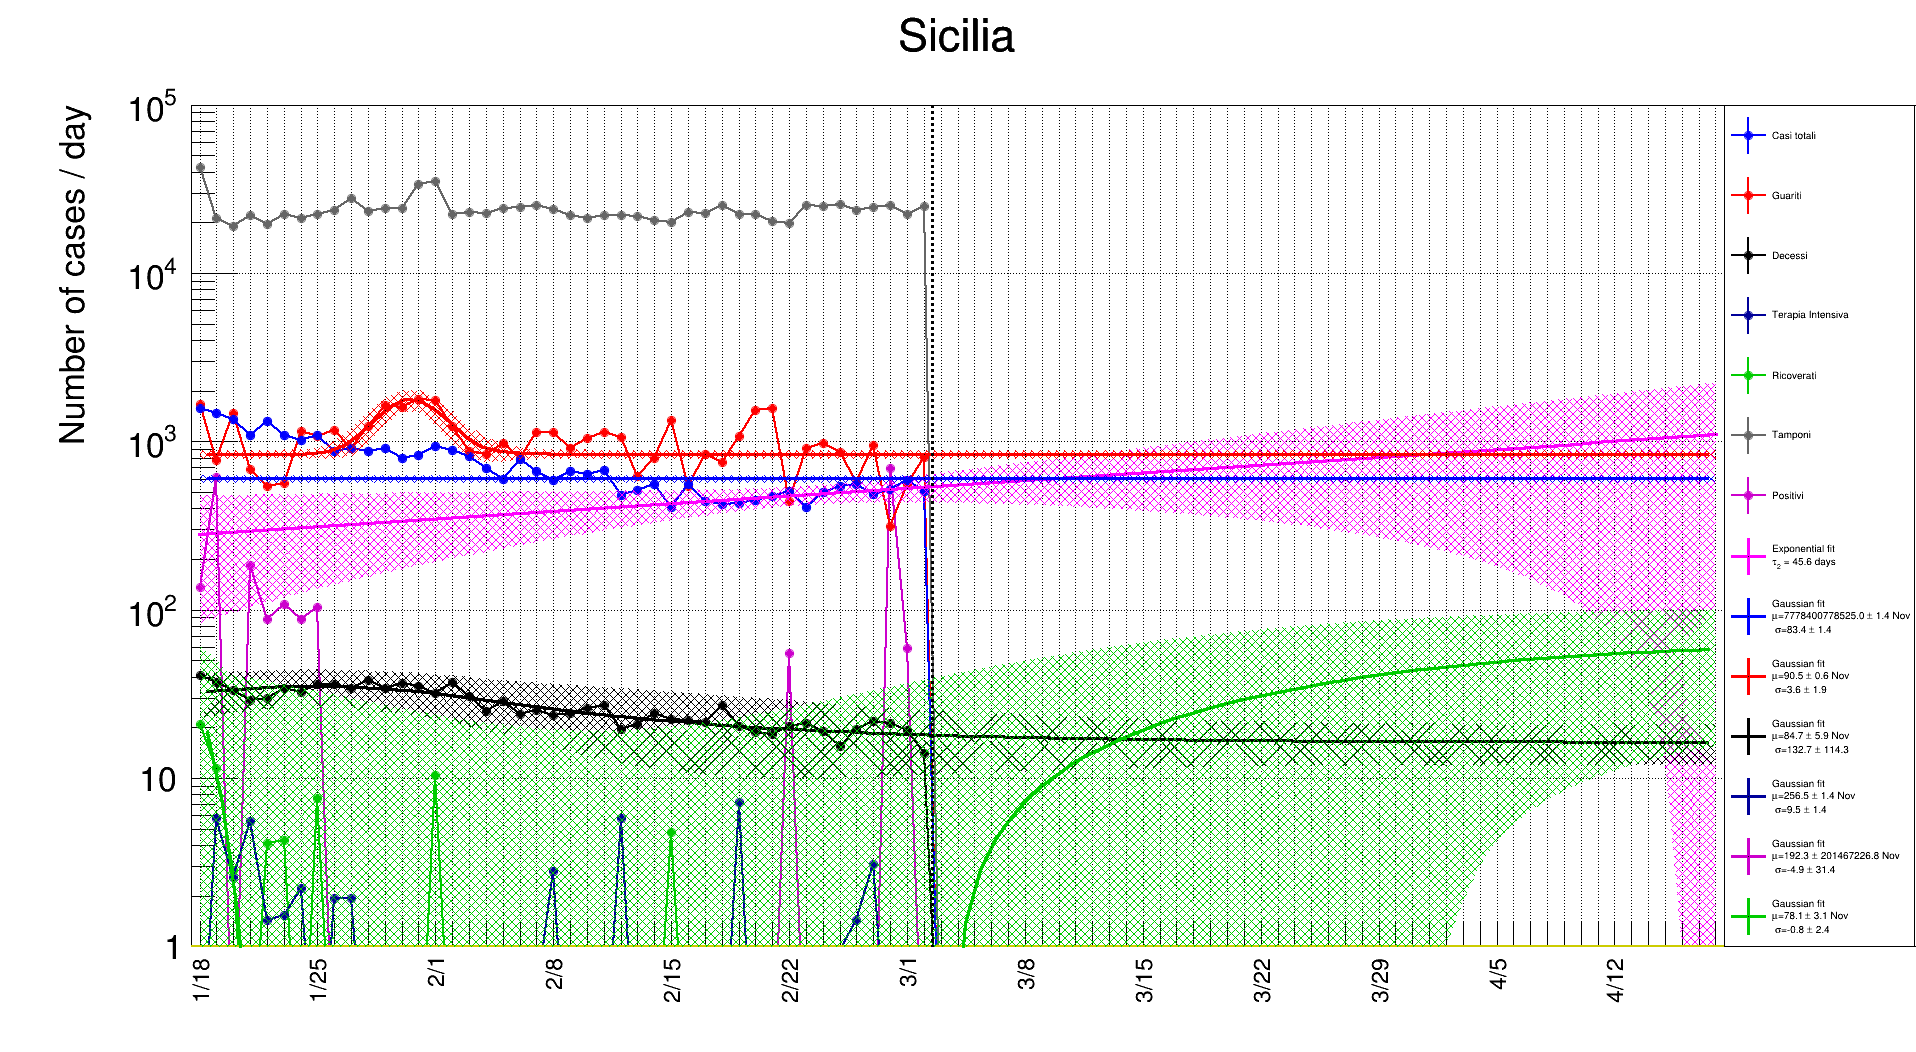 Sicilia
Number of cases / day
10^5
10^4
10^3
10^2
10
1
1/18
1/25
2/1
2/8
2/15
2/22
3/1
3/8
3/15
3/22
3/29
4/5
4/12
Casi totali
Guariti
Decessi
Terapia Intensiva
Ricoverati
Tamponi
Positivi
Exponential fit
τ₂ = 45.6 days
Gaussian fit
μ=7778400778525.0 ± 1.4 Nov
σ=83.4 ± 1.4
Gaussian fit
μ=90.5 ± 0.6 Nov
σ=3.6 ± 1.9
Gaussian fit
μ=84.7 ± 5.9 Nov
σ=132.7 ± 114.3
Gaussian fit
μ=256.5 ± 1.4 Nov
σ=9.5 ± 1.4
Gaussian fit
μ=192.3 ± 201467226.8 Nov
σ=-4.9 ± 31.4
Gaussian fit
μ=78.1 ± 3.1 Nov
σ=-0.8 ± 2.4